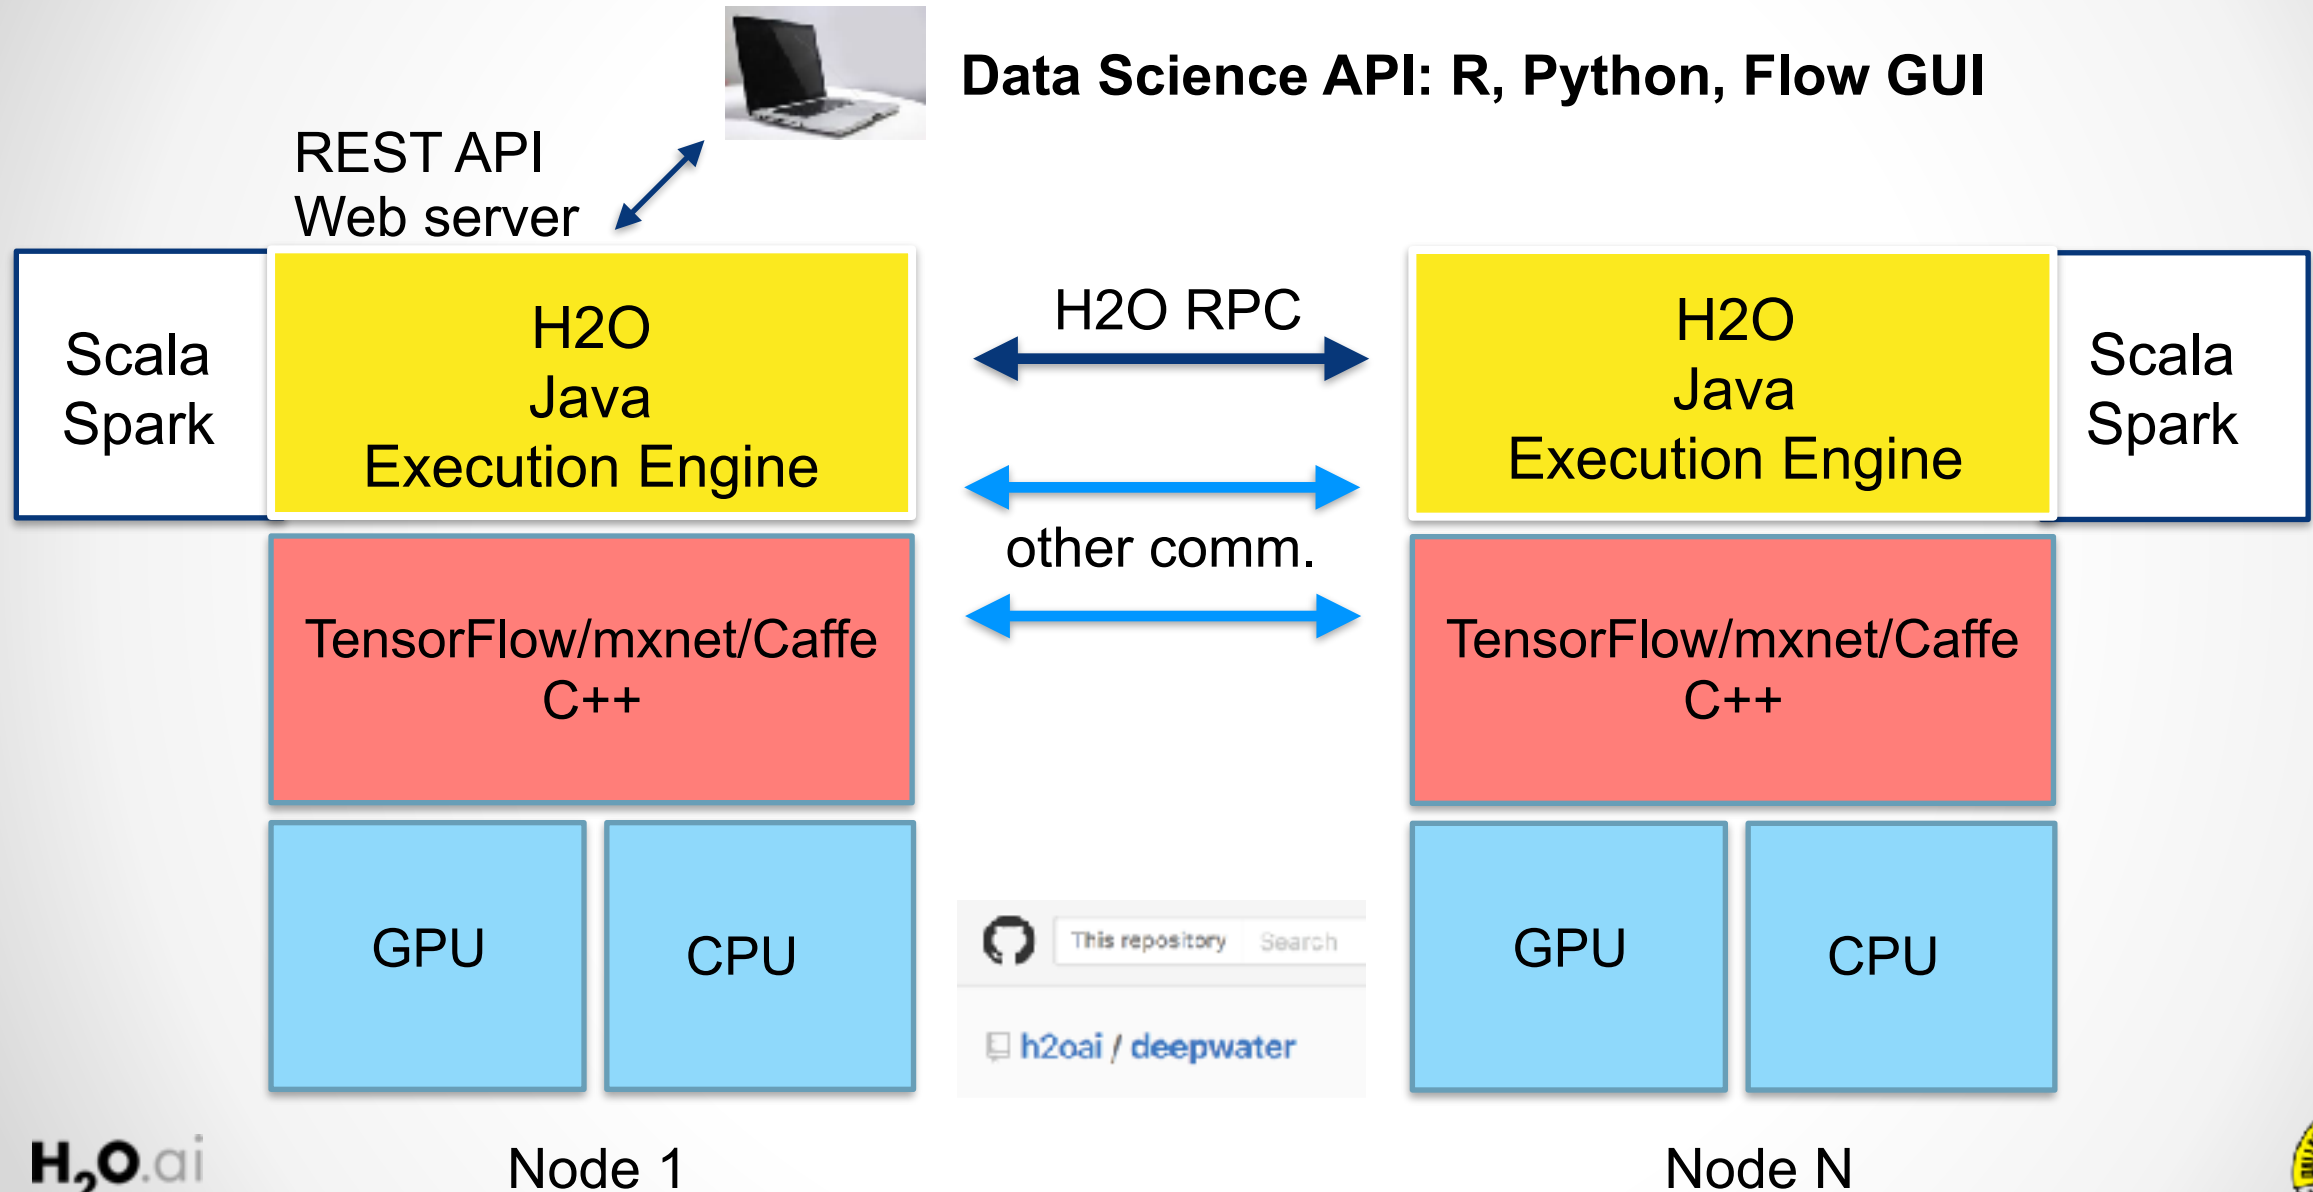 Data Science API: R, Python, Flow GUI
REST API
Web server
Scala
Spark
H2O
Java
Execution Engine
H2O RPC
other comm.
H2O
Java
Execution Engine
Scala
Spark
TensorFlow/mxnet/Caffe
C++
TensorFlow/mxnet/Caffe
C++
GPU
CPU
This repository Search
h2oai / deepwater
GPU
CPU
H₂O.ai
Node 1
Node N